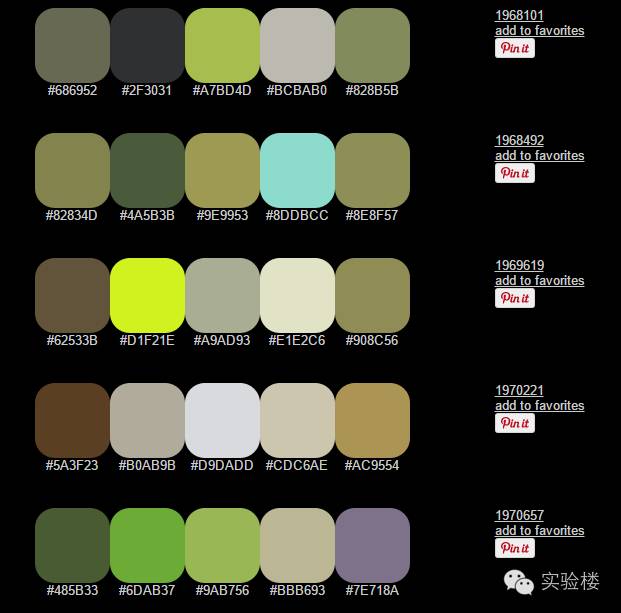 1968101
add to favorites
Pin it
#686952 #2F3031 #A7BD4D #BCBAB0 #828B5B
1968492
add to favorites
Pin it
#82834D #4A5B3B #9E9953 #8DDBCC #8E8F57
1969619
add to favorites
Pin it
#62533B #D1F21E #A9AD93 #E1E2C6 #908C56
1970221
add to favorites
Pin it
#5A3F23 #B0AB9B #D9DADD #CDC6AE #AC9554
1970657
add to favorites
Pin it
#485B33 #6DAB37 #9AB756 #BBB693 #7E718A
实验楼